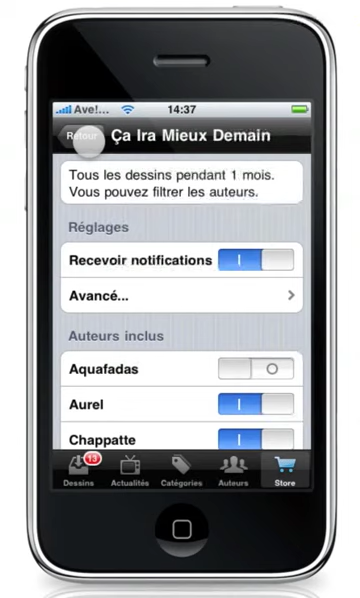 Ave!... 14:37
Retour Ça Ira Mieux Demain
Tous les dessins pendant 1 mois.
Vous pouvez filtrer les auteurs.
Réglages
Recevoir notifications
Avancé...
Auteurs inclus
Aquafadas
Aurel
Chappatte
13
Dessins Actualités Catégories Auteurs Store